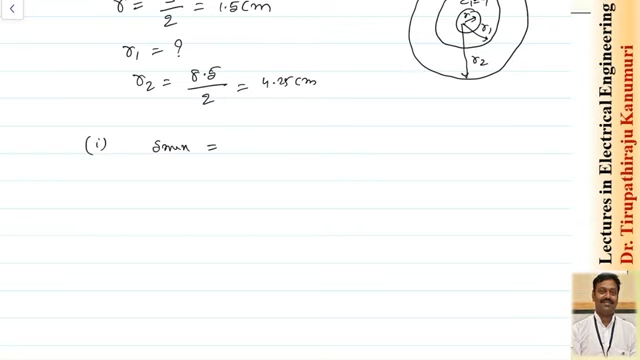 r = 3/2 = 1.5cm
r₁ = ?
r₂ = 8.5/2 = 4.25cm
r
r₁
r₂
(i) gmin =
Lectures in Electrical Engineering
Dr. Tirupathiraju Kanumuri